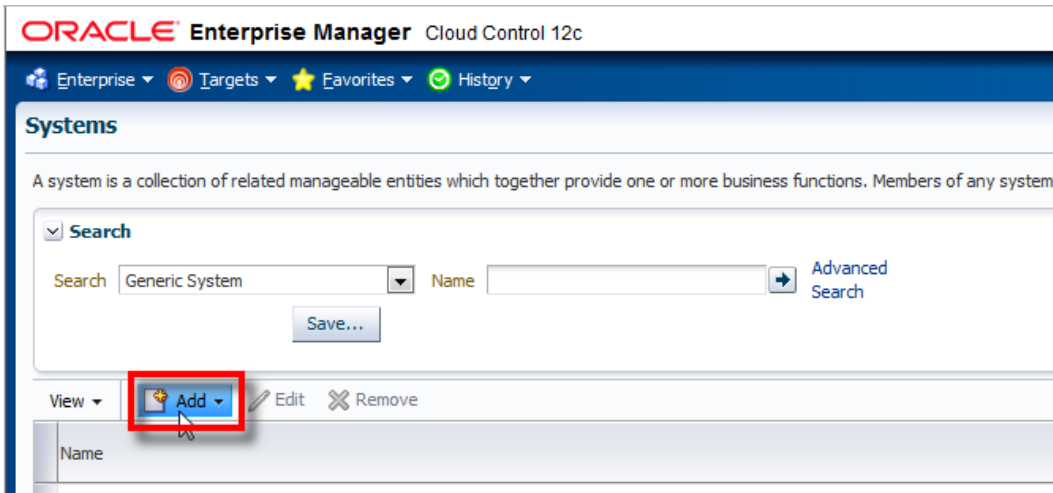 ORACLE Enterprise Manager Cloud Control 12c
Enterprise Targets Favorites History
Systems
A system is a collection of related manageable entities which together provide one or more business functions. Members of any system
Search
Search Generic System Name Advanced
Search
Save...
View Add Edit Remove
Name